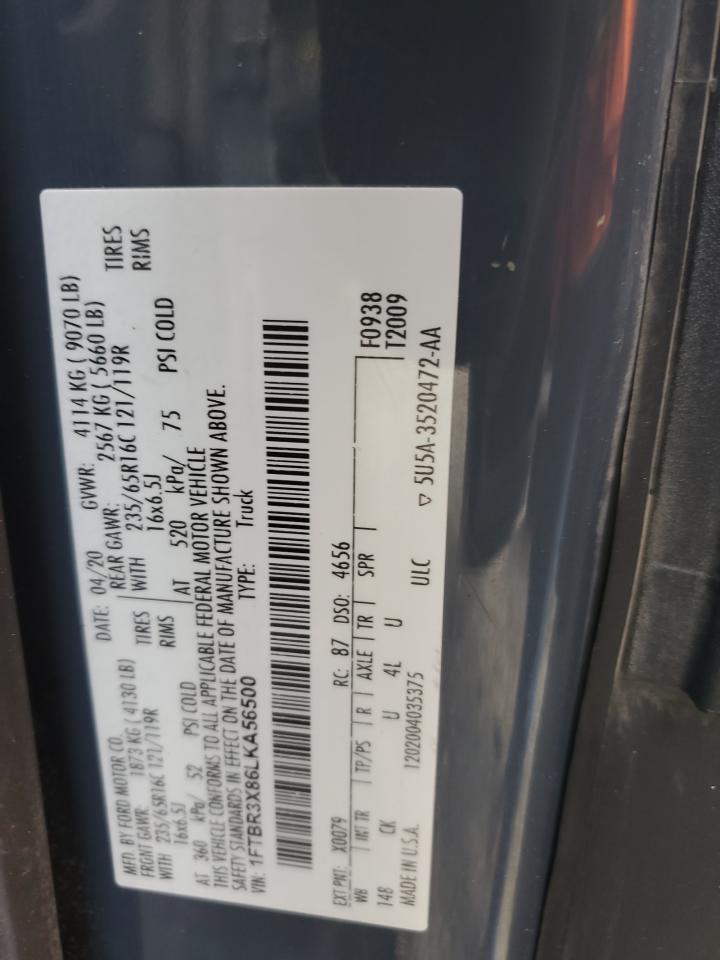 MFD. BY FORD MOTOR CO. DATE: 04/20 GVWR: 4114 KG ( 9070 LB)
FRONT GAWR: 1873 KG ( 4130 LB) REAR GAWR: 2567 KG ( 5660 LB)
WITH 235/65R16C 121/119R TIRES WITH 235/65R16C 121/119R TIRES
16x6.5J RIMS 16x6.5J RIMS
AT 360 kPa/ 52 PSI COLD AT 520 kPa/ 75 PSI COLD
THIS VEHICLE CONFORMS TO ALL APPLICABLE FEDERAL MOTOR VEHICLE
SAFETY STANDARDS IN EFFECT ON THE DATE OF MANUFACTURE SHOWN ABOVE.
VIN: 1FTBR3X86LKA56500 TYPE: Truck
EXT PNT: X0079 RC: 87 DSO: 4656 F0938
WB INT TR TP/PS R AXLE TR SPR T2009
148 CK U 4L U
MADE IN U.S.A. 1202004035375 ULC ▽ 5U5A-3520472-AA